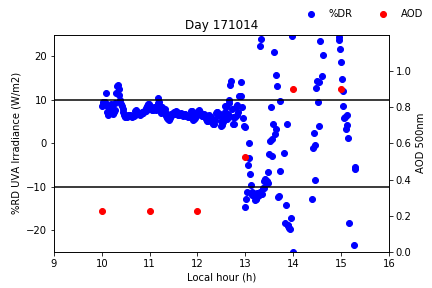 %DR AOD
Day 171014
%RD UVA Irradiance (W/m2)
20
10
0
−10
−20
1.0
0.8
0.6
0.4
0.2
0.0
AOD 500nm
9 10 11 12 13 14 15 16
Local hour (h)